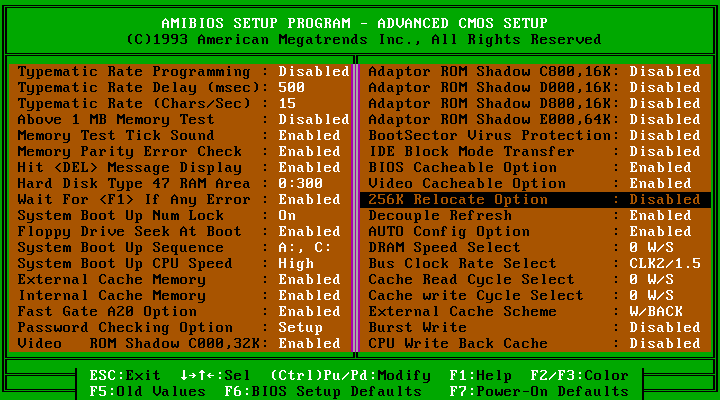 AMIBIOS SETUP PROGRAM - ADVANCED CMOS SETUP
(C)1993 American Megatrends Inc., All Rights Reserved
Typematic Rate Programming : Disabled
Typematic Rate Delay (msec): 500
Typematic Rate (Chars/Sec) : 15
Above 1 MB Memory Test : Disabled
Memory Test Tick Sound : Enabled
Memory Parity Error Check : Enabled
Hit <DEL> Message Display : Enabled
Hard Disk Type 47 RAM Area : 0:300
Wait For <F1> If Any Error : Enabled
System Boot Up Num Lock : On
Floppy Drive Seek At Boot : Enabled
System Boot Up Sequence : A:, C:
System Boot Up CPU Speed : High
External Cache Memory : Enabled
Internal Cache Memory : Enabled
Fast Gate A20 Option : Enabled
Password Checking Option : Setup
Video ROM Shadow C000,32K: Enabled
Adaptor ROM Shadow C800,16K: Disabled
Adaptor ROM Shadow D000,16K: Disabled
Adaptor ROM Shadow D800,16K: Disabled
Adaptor ROM Shadow E000,64K: Disabled
BootSector Virus Protection: Disabled
IDE Block Mode Transfer : Disabled
BIOS Cacheable Option : Enabled
Video Cacheable Option : Enabled
256K Relocate Option : Disabled
Decouple Refresh : Enabled
AUTO Config Option : Enabled
DRAM Speed Select : 0 W/S
Bus Clock Rate Select : CLK2/1.5
Cache Read Cycle Select : 0 W/S
Cache write Cycle Select : 0 W/S
External Cache Scheme : W/BACK
Burst Write : Disabled
CPU Write Back Cache : Disabled
ESC:Exit ↓→↑←:Sel (Ctrl)Pu/Pd:Modify F1:Help F2/F3:Color
F5:Old Values F6:BIOS Setup Defaults F7:Power-On Defaults